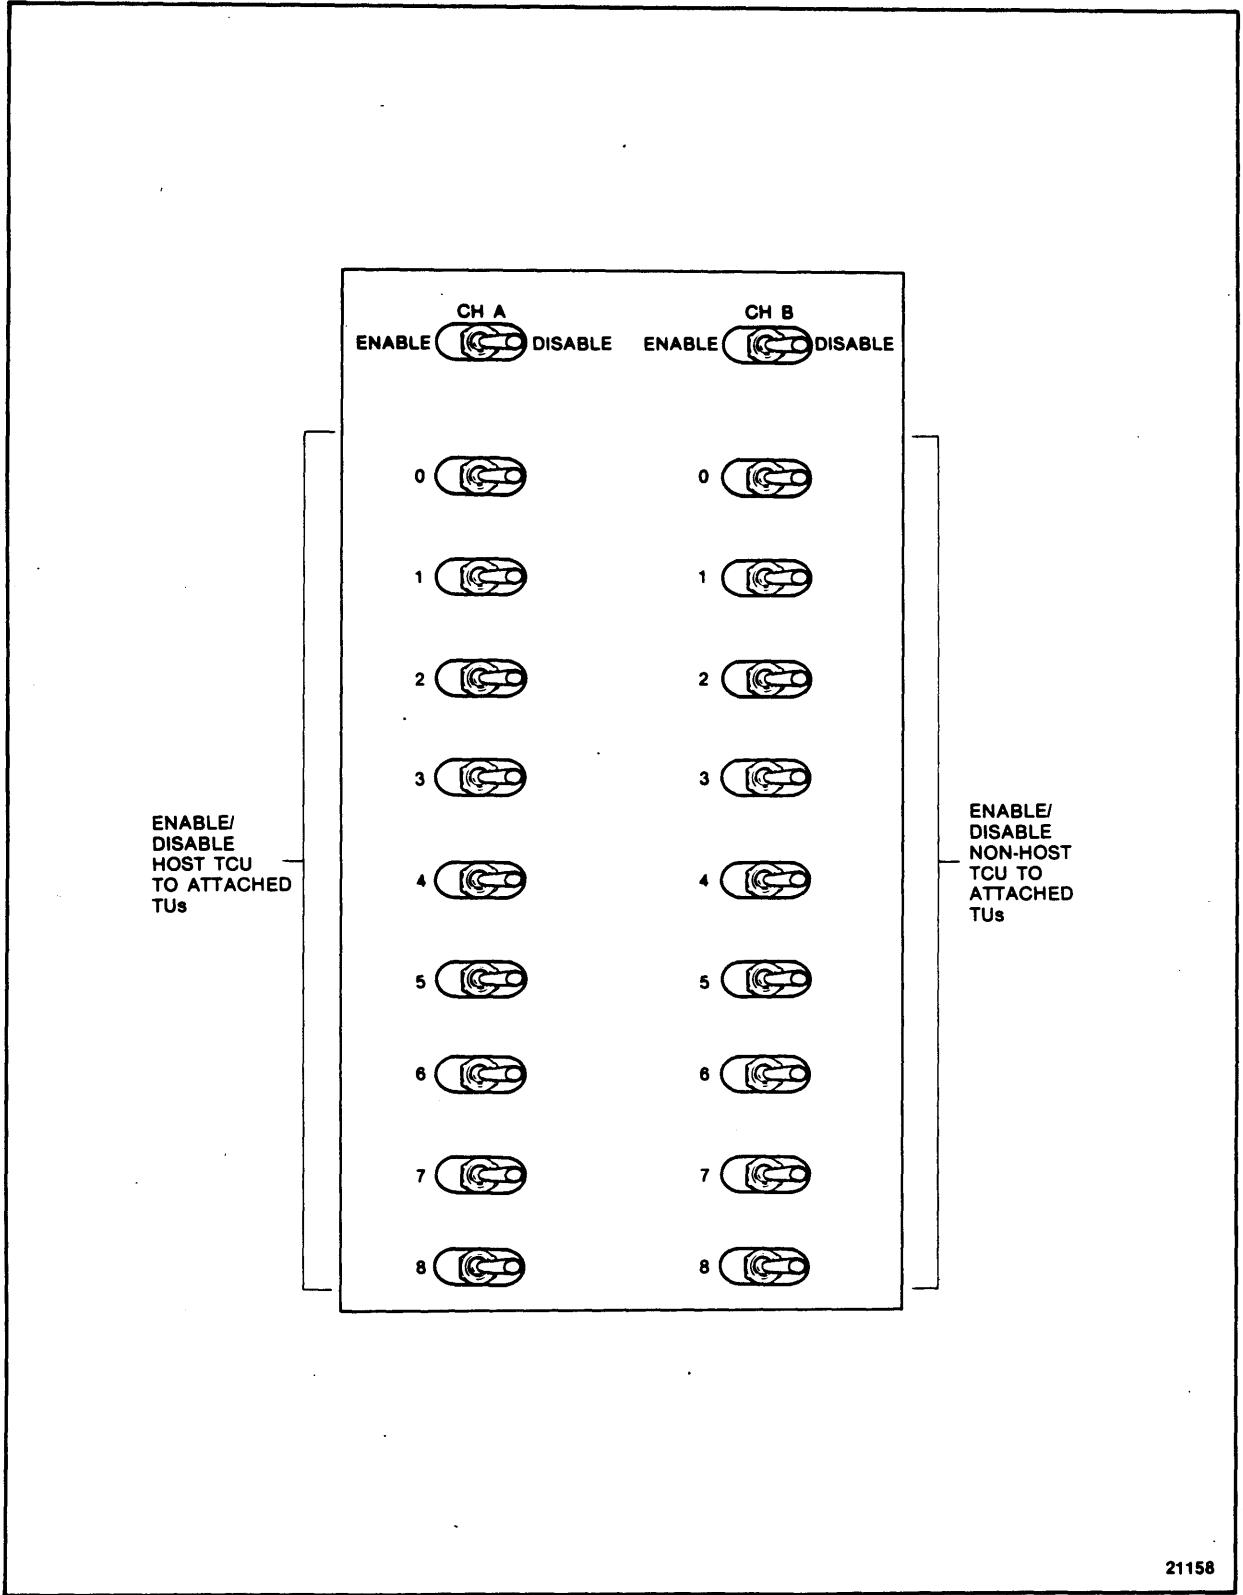 CH A
CH B
ENABLE DISABLE ENABLE DISABLE
0 0
1 1
2 2
3 3
4 4
5 5
6 6
7 7
8 8
ENABLE/
DISABLE
HOST TCU
TO ATTACHED
TUs
ENABLE/
DISABLE
NON-HOST
TCU TO
ATTACHED
TUs
21158